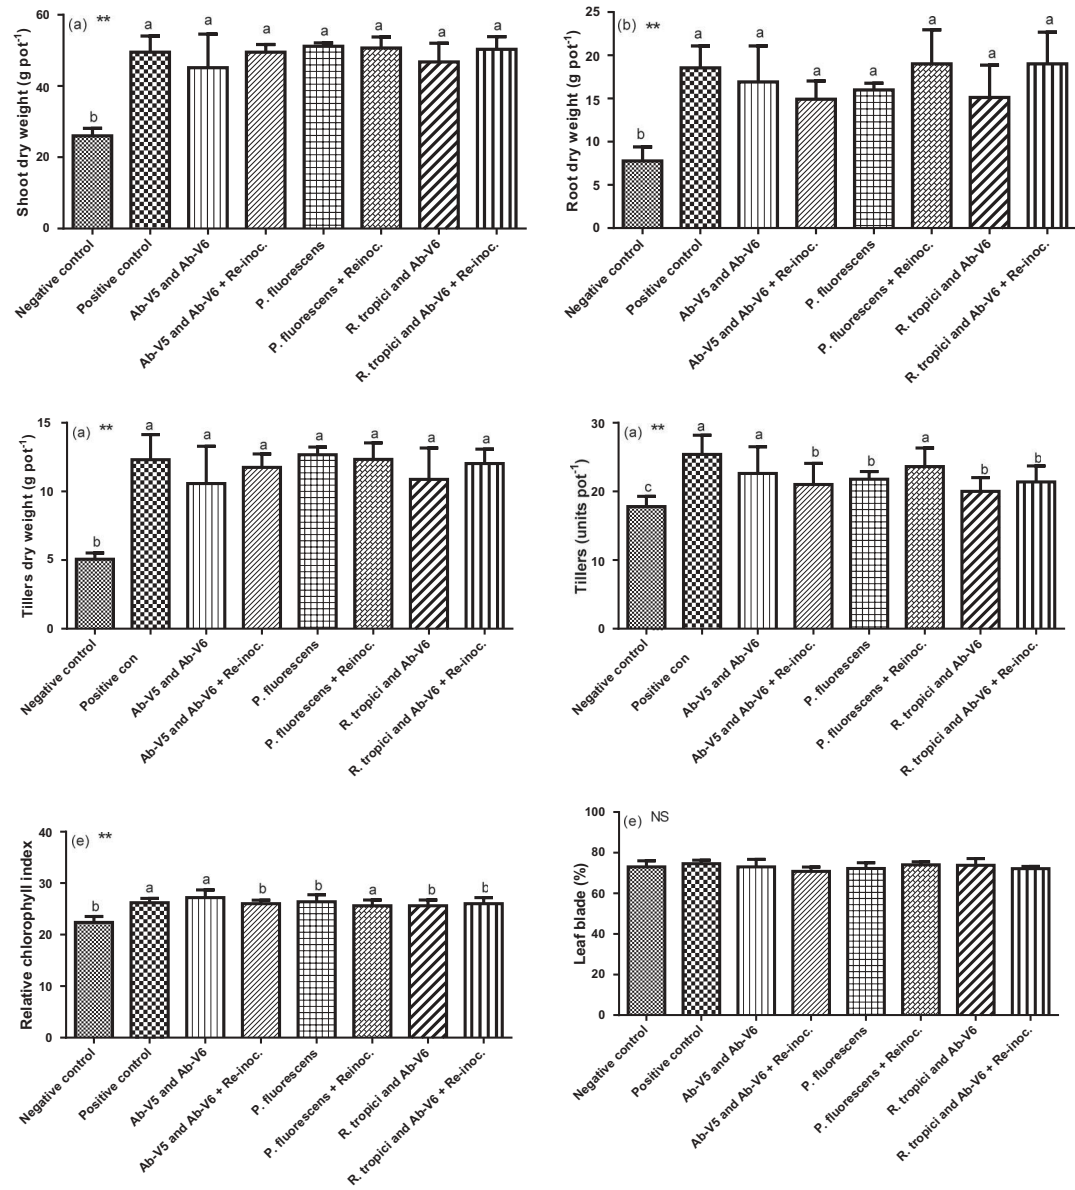 (a) **
Shoot dry weight (g pot-1)
60
40
20
0
b
a
a
a
a
a
a
a
Negative control
Positive control
Ab-V5 and Ab-V6
Ab-V5 and Ab-V6 + Re-inoc.
P. fluorescens
P. fluorescens + Reinoc.
R. tropici and Ab-V6
R. tropici and Ab-V6 + Re-inoc.
(b) **
Root dry weight (g pot-1)
25
20
15
10
5
0
b
a
a
a
a
a
a
a
Negative control
Positive control
Ab-V5 and Ab-V6
Ab-V5 and Ab-V6 + Re-inoc.
P. fluorescens
P. fluorescens + Reinoc.
R. tropici and Ab-V6
R. tropici and Ab-V6 + Re-inoc.
(a) **
Tillers dry weight (g pot-1)
15
10
5
0
b
a
a
a
a
a
a
a
Negative control
Positive con
Ab-V5 and Ab-V6
Ab-V5 and Ab-V6 + Re-inoc.
P. fluorescens
P. fluorescens + Reinoc.
R. tropici and Ab-V6
R. tropici and Ab-V6 + Re-inoc.
(a) **
Tillers (units pot-1)
30
20
10
0
c
a
a
b
b
a
b
b
Negative control
Positive con
Ab-V5 and Ab-V6
Ab-V5 and Ab-V6 + Re-inoc.
P. fluorescens
P. fluorescens + Reinoc.
R. tropici and Ab-V6
R. tropici and Ab-V6 + Re-inoc.
(e) **
Relative chlorophyll index
40
30
20
10
0
b
a
a
b
b
a
b
b
Negative control
Positive control
Ab-V5 and Ab-V6
Ab-V5 and Ab-V6 + Re-inoc.
P. fluorescens
P. fluorescens + Reinoc.
R. tropici and Ab-V6
R. tropici and Ab-V6 + Re-inoc.
(e) NS
Leaf blade (%)
100
80
60
40
20
0
Negative control
Positive control
Ab-V5 and Ab-V6
Ab-V5 and Ab-V6 + Re-inoc.
P. fluorescens
P. fluorescens + Reinoc.
R. tropici and Ab-V6
R. tropici and Ab-V6 + Re-inoc.